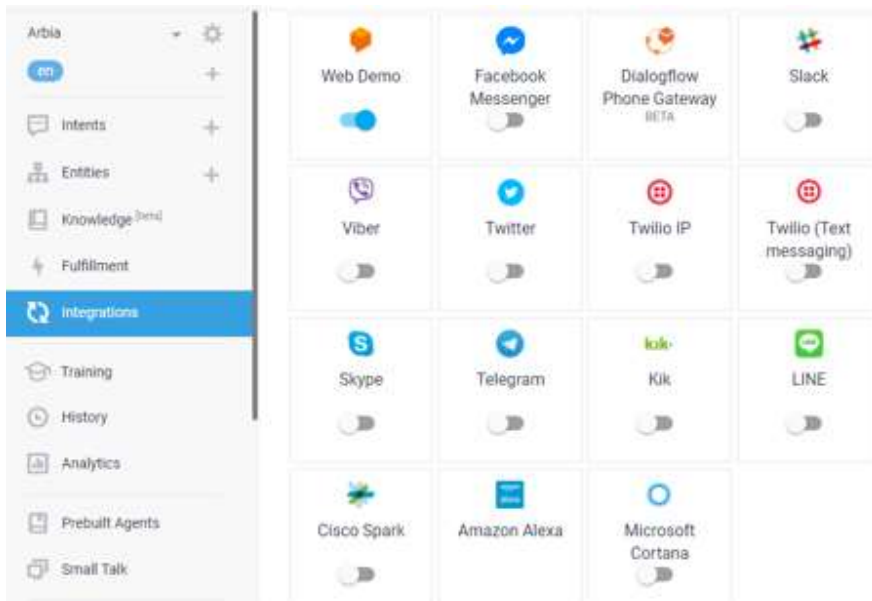 Arbia
en
Intents
Entities
Knowledge [beta]
Fulfillment
Integrations
Training
History
Analytics
Prebuilt Agents
Small Talk
Web Demo
Facebook
Messenger
Dialogflow
Phone Gateway
BETA
Slack
Viber
Twitter
Twilio IP
Twilio (Text
messaging)
Skype
Telegram
kik
Kik
LINE
Cisco Spark
Amazon Alexa
Microsoft
Cortana